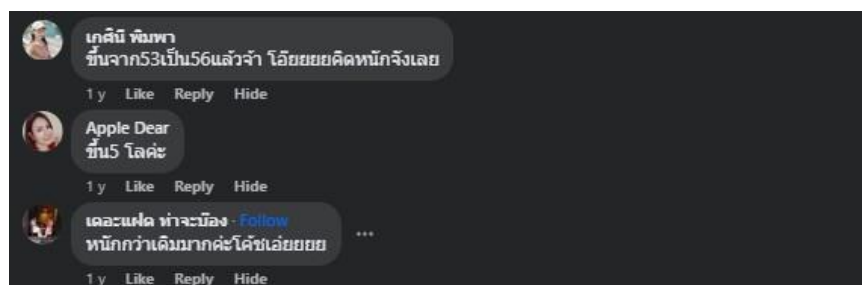 เกศินี พิมพา
ขึ้นจาก53เป็น56แล้วจ้า โอ๊ยยยยคิดหนักจังเลย
1 y Like Reply Hide
Apple Dear
ขึ้น5 โลค่ะ
1 y Like Reply Hide
เดอะแฝด ท่าจะบ๊อง · Follow
หนักกว่าเดิมมากค่ะโค้ชเอ่ยยยย
1 y Like Reply Hide